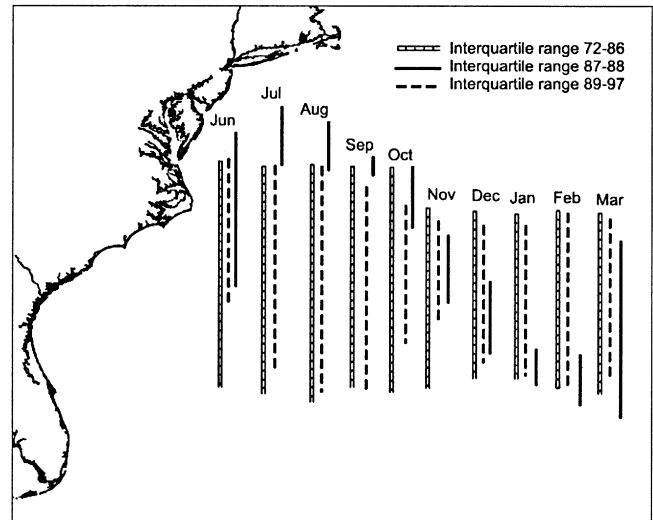 Interquartile range 72-86
Interquartile range 87-88
Interquartile range 89-97
Jun
Jul
Aug
Sep
Oct
Nov
Dec
Jan
Feb
Mar